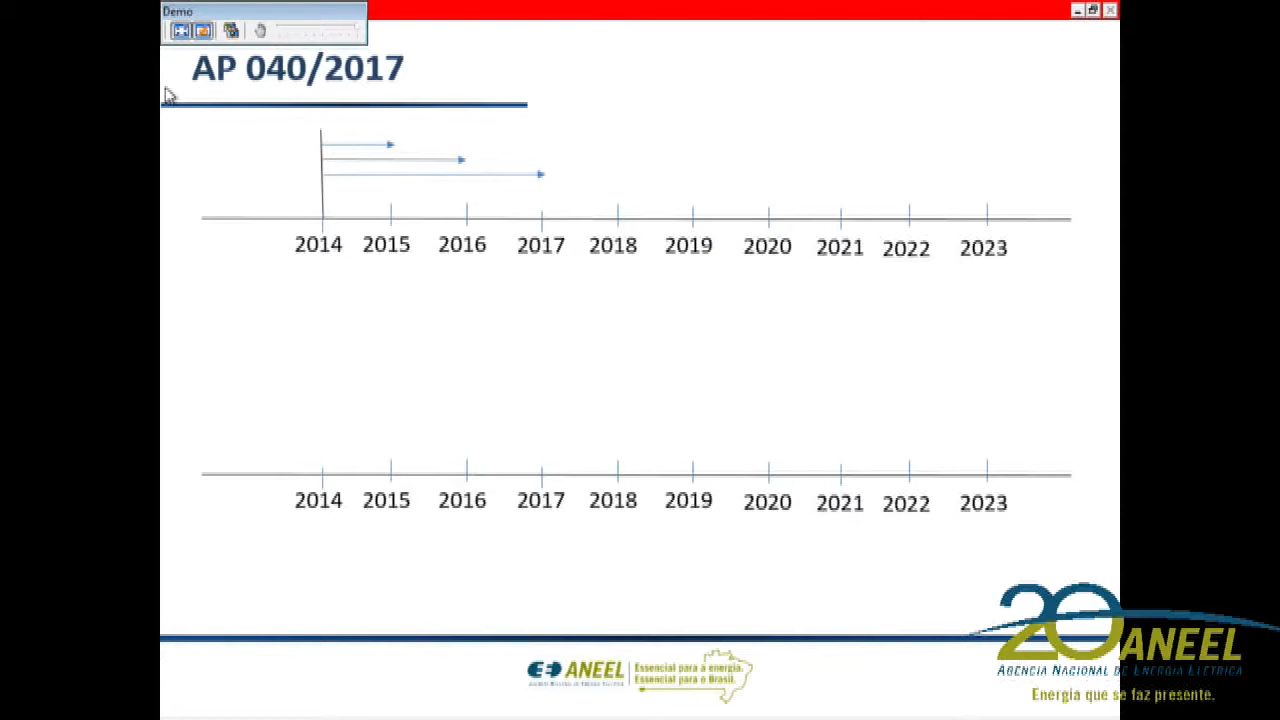 Demo
AP 040/2017
2014 2015 2016 2017 2018 2019 2020 2021 2022 2023
2014 2015 2016 2017 2018 2019 2020 2021 2022 2023
ANEEL
Essencial para a energia.
Essencial para o Brasil.
20 ANEEL
AGÊNCIA NACIONAL DE ENERGIA ELÉTRICA
Energia que se faz presente.